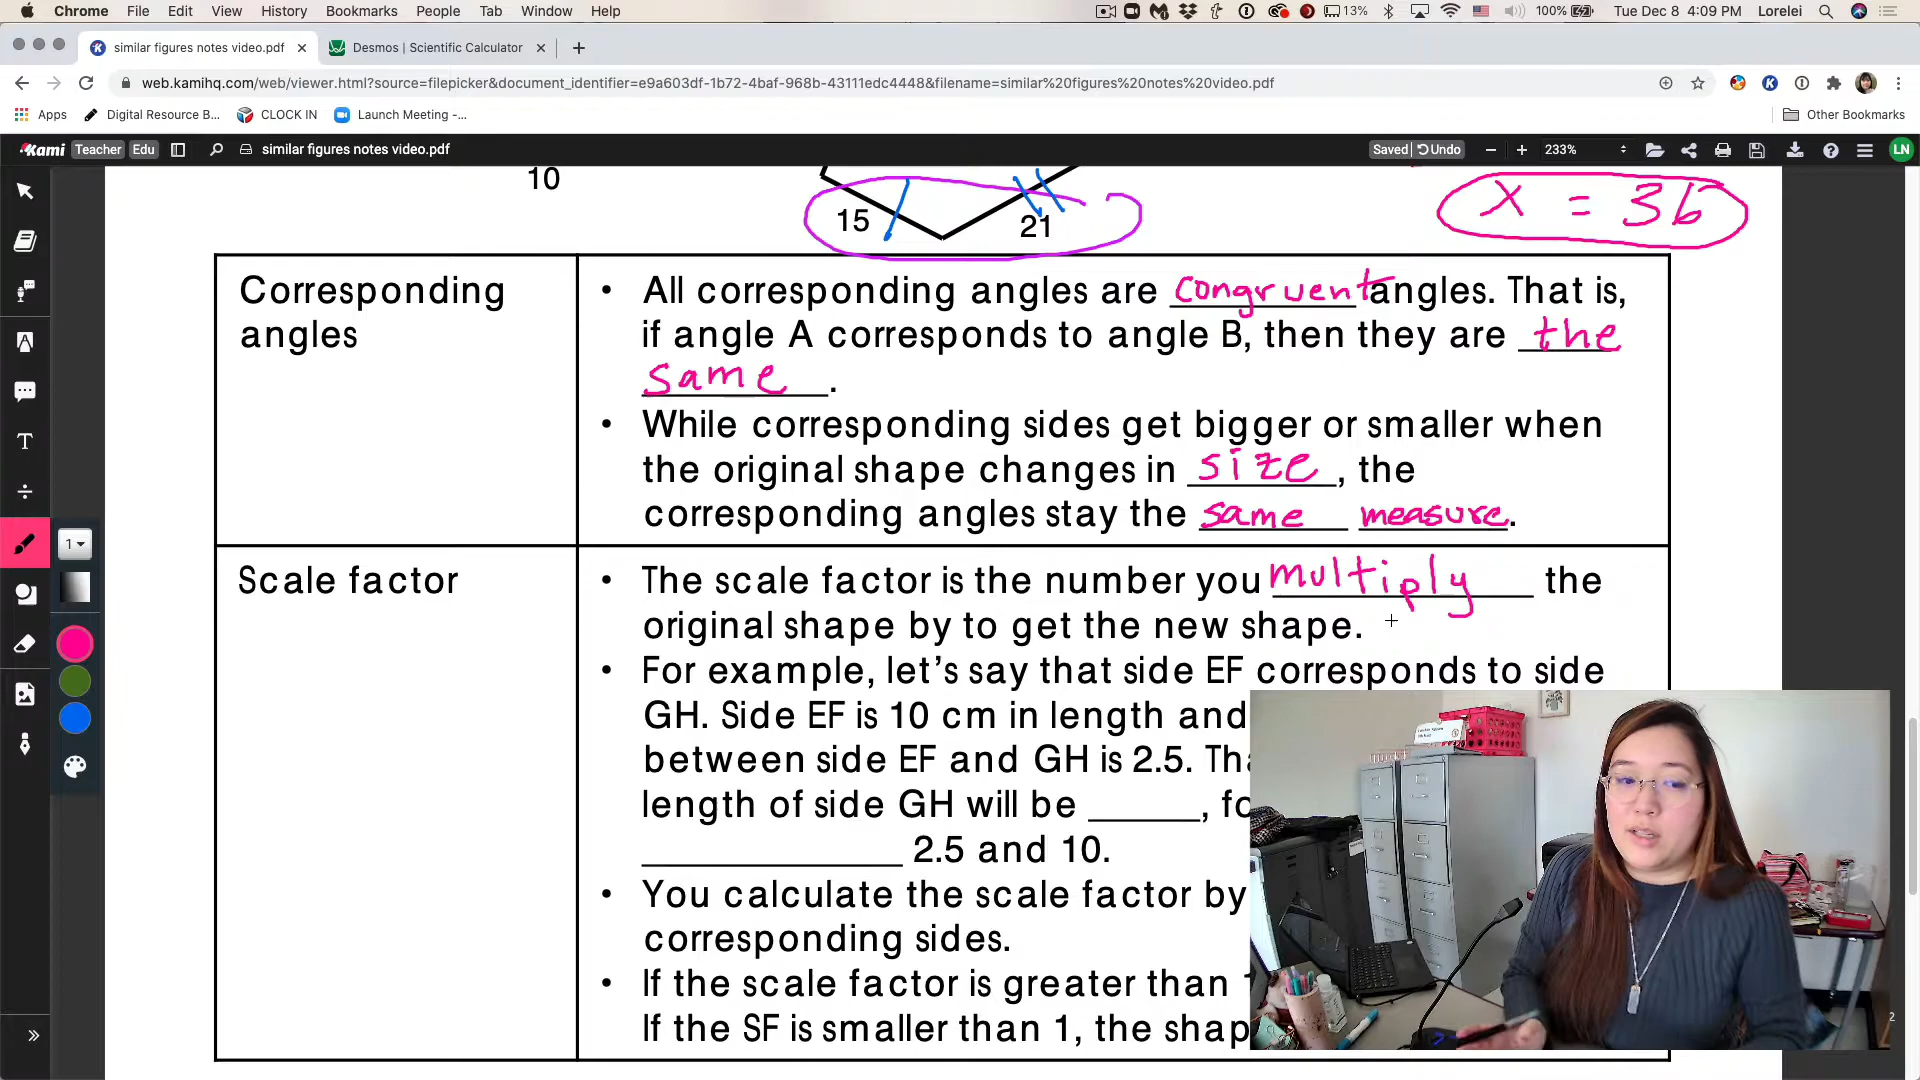 Chrome File Edit View History Bookmarks People Tab Window Help
13% 100% Tue Dec 8 4:09 PM Lorelei
similar figures notes video.pdf
Desmos | Scientific Calculator
web.kamihq.com/web/viewer.html?source=filepicker&document_identifier=e9a603df-1b72-4baf-968b-43111edc4448&filename=similar%20figures%20notes%20video.pdf
Apps Digital Resource B... CLOCK IN Launch Meeting -... Other Bookmarks
Kami Teacher Edu similar figures notes video.pdf Saved Undo 233% LN
10
15
21
x = 36
Corresponding
angles
• All corresponding angles are congruent angles. That is,
if angle A corresponds to angle B, then they are the
same.
• While corresponding sides get bigger or smaller when
the original shape changes in size, the
corresponding angles stay the same measure.
Scale factor
• The scale factor is the number you multiply the
original shape by to get the new shape.
• For example, let's say that side EF corresponds to side
GH. Side EF is 10 cm in length and
between side EF and GH is 2.5. Tha
length of side GH will be ______, fo
______________ 2.5 and 10.
• You calculate the scale factor by
corresponding sides.
• If the scale factor is greater than 1
If the SF is smaller than 1, the shap
1
2